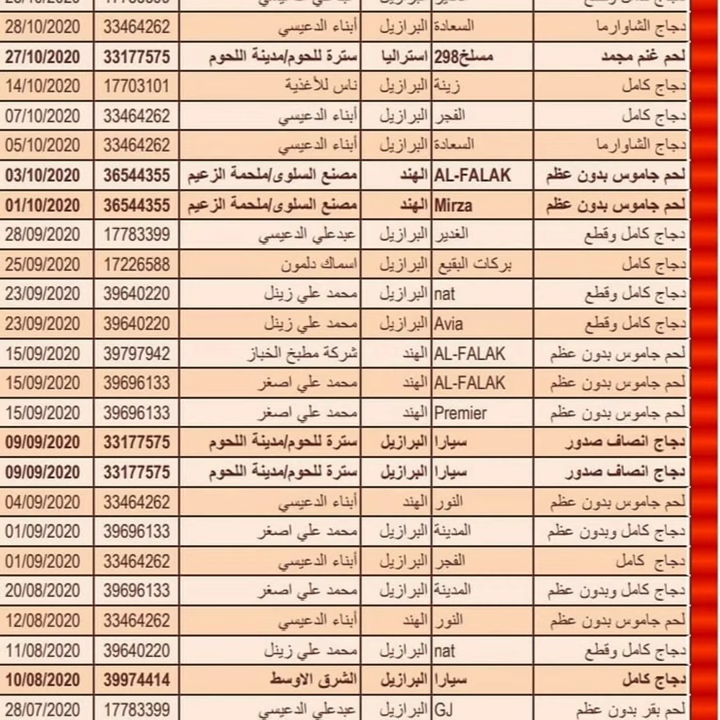 دجاج الشاوارما السعادة البرازيل أبناء الدعيسي 33464262 28/10/2020
لحم غنم مجمد مسلخ298 استراليا سترة للحوم/مدينة اللحوم 33177575 27/10/2020
دجاج كامل زينة البرازيل ناس للأغذية 17703101 14/10/2020
دجاج كامل الفجر البرازيل أبناء الدعيسي 33464262 07/10/2020
دجاج الشاوارما السعادة البرازيل أبناء الدعيسي 33464262 05/10/2020
لحم جاموس بدون عظم AL-FALAK الهند مصنع السلوى/ملحمة الزعيم 36544355 03/10/2020
لحم جاموس بدون عظم Mirza الهند مصنع السلوى/ملحمة الزعيم 36544355 01/10/2020
دجاج كامل وقطع الغدير البرازيل عبدعلي الدعيسي 17783399 28/09/2020
دجاج كامل بركات البقيع البرازيل اسماك دلمون 17226588 25/09/2020
دجاج كامل وقطع nat البرازيل محمد علي زينل 39640220 23/09/2020
دجاج كامل وقطع Avia البرازيل محمد علي زينل 39640220 23/09/2020
لحم جاموس بدون عظم AL-FALAK الهند شركة مطبخ الخباز 39797942 15/09/2020
لحم جاموس بدون عظم AL-FALAK الهند محمد علي اصغر 39696133 15/09/2020
لحم جاموس بدون عظم Premier الهند محمد علي اصغر 39696133 15/09/2020
دجاج انصاف صدور سيارا البرازيل سترة للحوم/مدينة اللحوم 33177575 09/09/2020
دجاج انصاف صدور سيارا البرازيل سترة للحوم/مدينة اللحوم 33177575 09/09/2020
لحم جاموس بدون عظم النور الهند أبناء الدعيسي 33464262 04/09/2020
دجاج كامل وبدون عظم المدينة البرازيل محمد علي اصغر 39696133 01/09/2020
دجاج كامل الفجر البرازيل أبناء الدعيسي 33464262 01/09/2020
دجاج كامل وبدون عظم المدينة البرازيل محمد علي اصغر 39696133 20/08/2020
لحم جاموس بدون عظم النور الهند أبناء الدعيسي 33464262 12/08/2020
دجاج كامل وقطع nat البرازيل محمد علي زينل 39640220 11/08/2020
دجاج كامل سيارا البرازيل الشرق الاوسط 39974414 10/08/2020
لحم بقر بدون عظم GJ البرازيل عبدعلي الدعيسي 17783399 28/07/2020